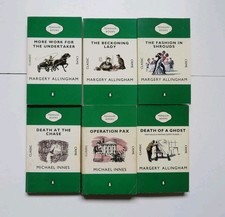 MORE WORK FOR
THE UNDERTAKER
MARGERY ALLINGHAM
THE BECKONING
LADY
MARGERY ALLINGHAM
THE FASHION IN
SHROUDS
MARGERY ALLINGHAM
DEATH AT THE
CHASE
MICHAEL INNES
OPERATION PAX
MICHAEL INNES
DEATH OF A GHOST
MARGERY
ALLINGHAM